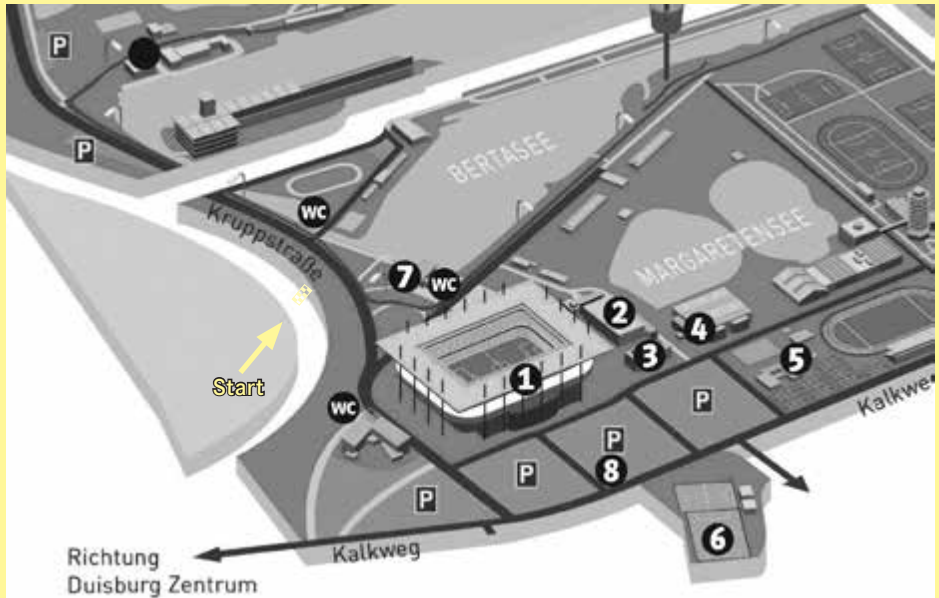 P
P
BERTASEE
WC
Kruppstraße
MARGARETENSEE
7
WC
2
4
3
5
1
Start
WC
P
Kalkwe
P
8
P
P
6
Kalkweg
Richtung
Duisburg Zentrum